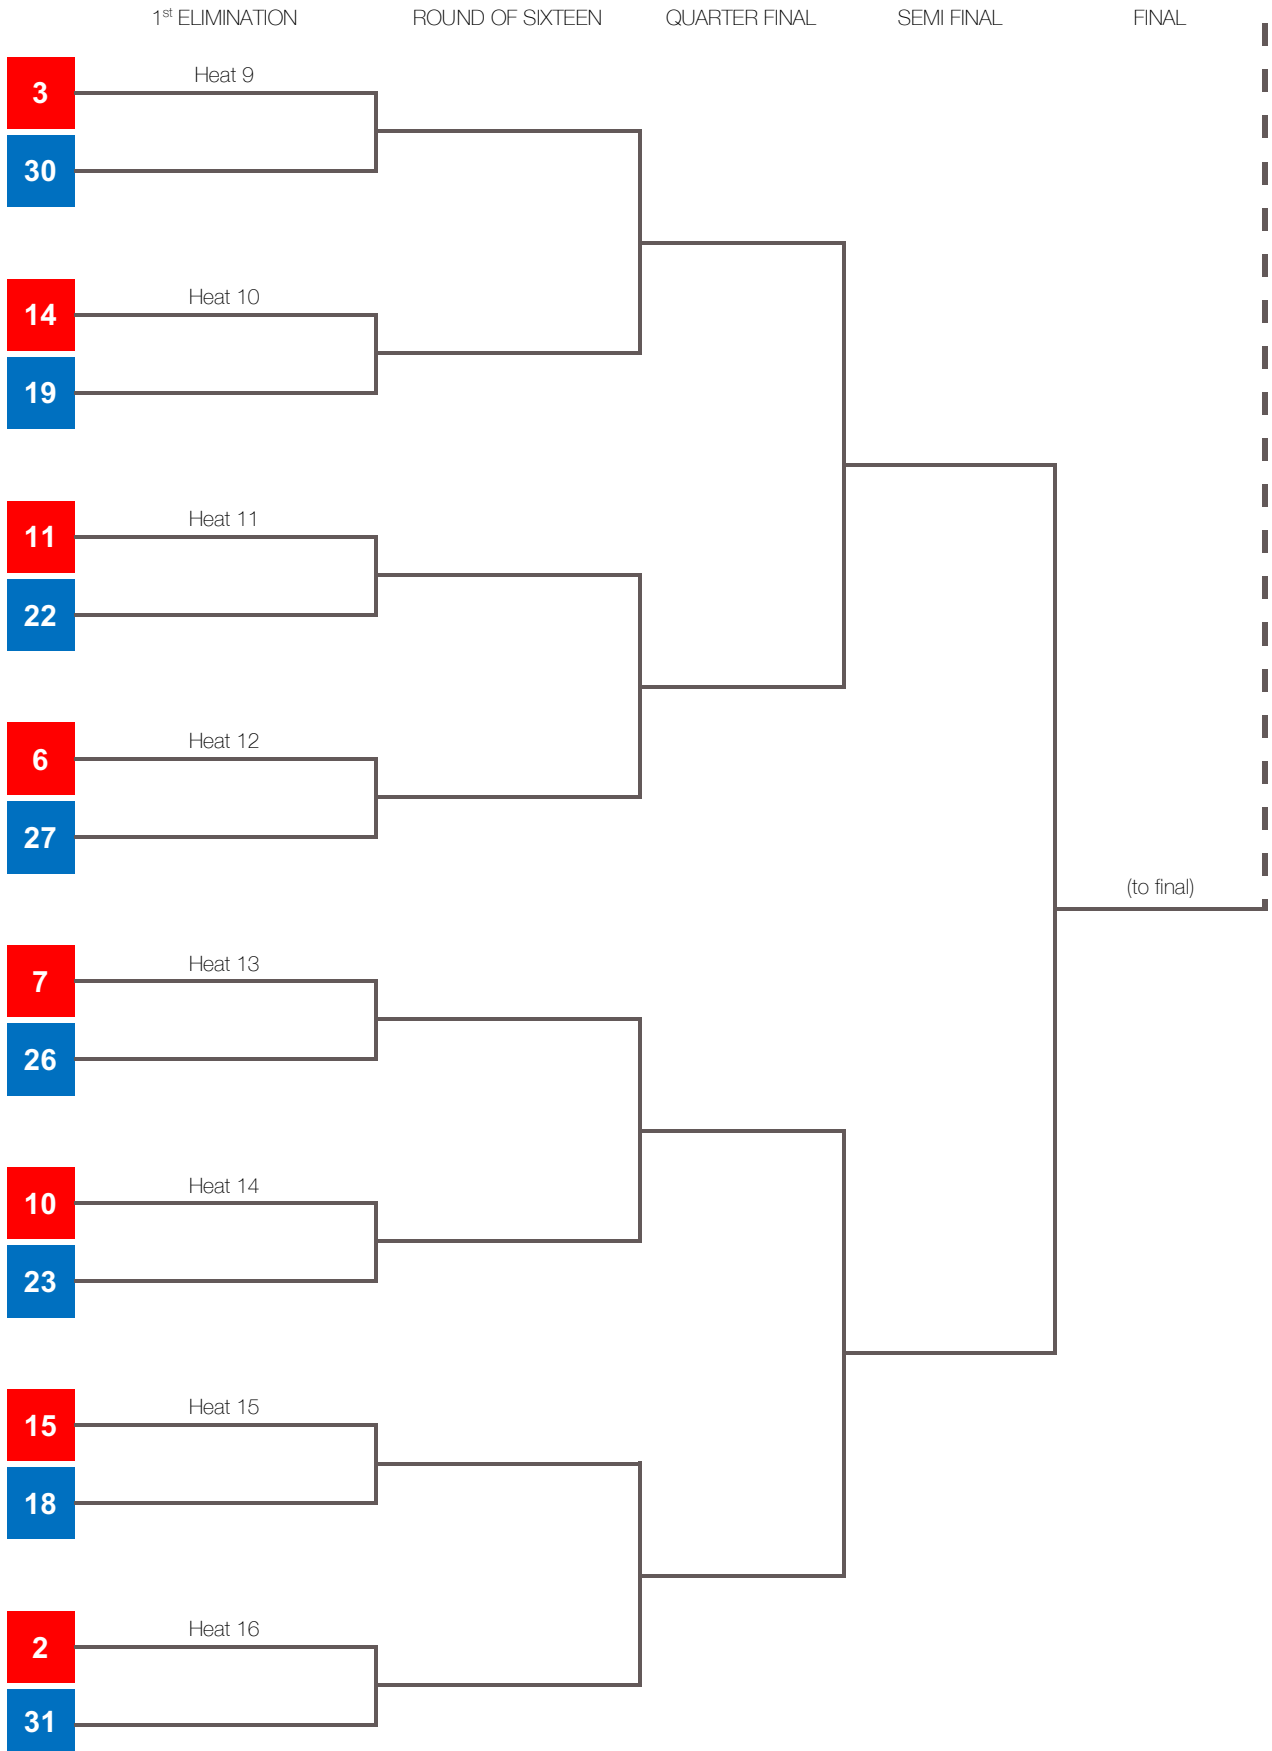 1st ELIMINATION ROUND OF SIXTEEN QUARTER FINAL SEMI FINAL FINAL
Heat 9
3
30
Heat 10
14
19
Heat 11
11
22
Heat 12
6
27
(to final)
Heat 13
7
26
Heat 14
10
23
Heat 15
15
18
Heat 16
2
31